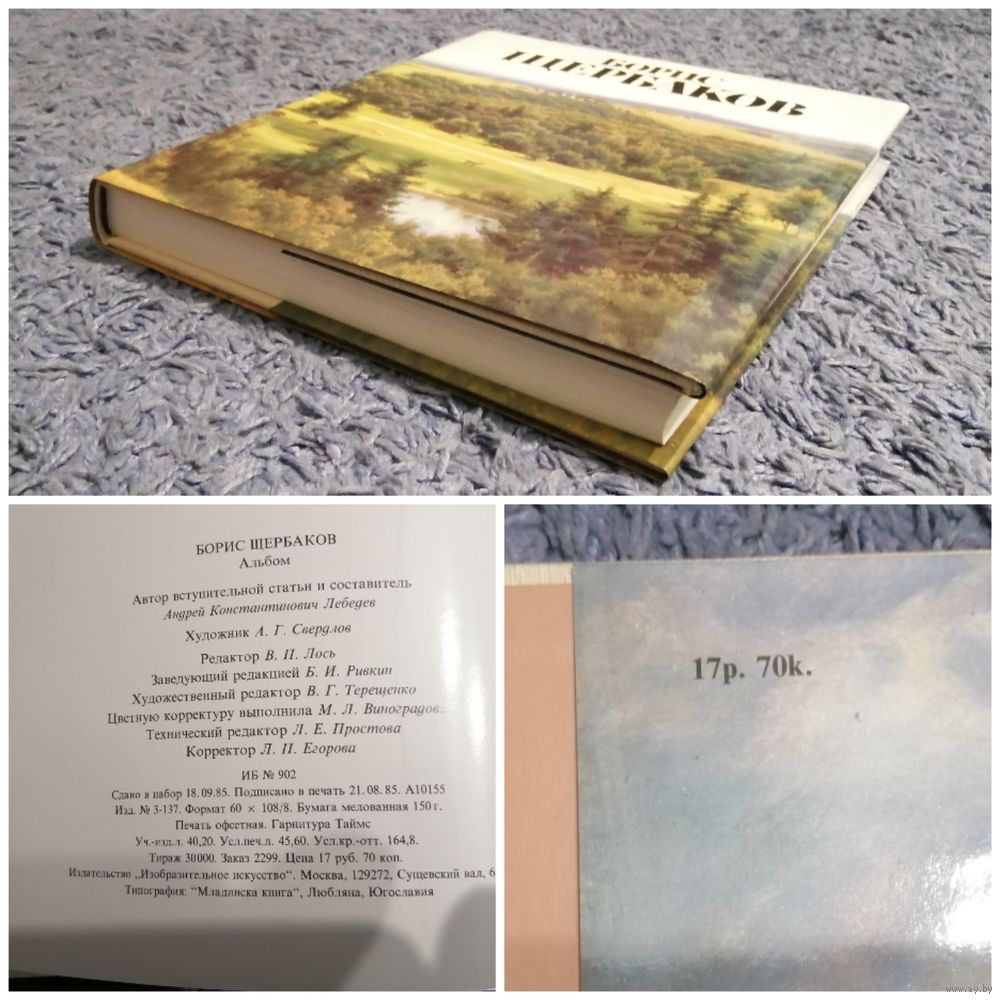 БОРИС
ЩЕРБАКОВ
БОРИС ЩЕРБАКОВ
Альбом
Автор вступительной статьи и составитель
Андрей Константинович Лебедев
Художник А. Г. Свердлов
Редактор В. П. Лось
Заведующий редакцией Б. И. Ривкин
Художественный редактор В. Г. Терещенко
Цветную корректуру выполнила М. Л. Виноградова
Технический редактор Л. Е. Простова
Корректор Л. П. Егорова
ИБ № 902
Сдано в набор 18.09.85. Подписано в печать 21.08.85. А10155
Изд. № 3-137. Формат 60 × 108/8. Бумага мелованная 150 г.
Печать офсетная. Гарнитура Таймс
Уч.-изд.л. 40,20. Усл.печ.л. 45,60. Усл.кр.-отт. 164,8.
Тираж 30000. Заказ 2299. Цена 17 руб. 70 коп.
Издательство „Изобразительное искусство“. Москва, 129272, Сущевский вал, 6
Типография: "Младинска книга", Любляна, Югославия
17р. 70к.
www.ay.by